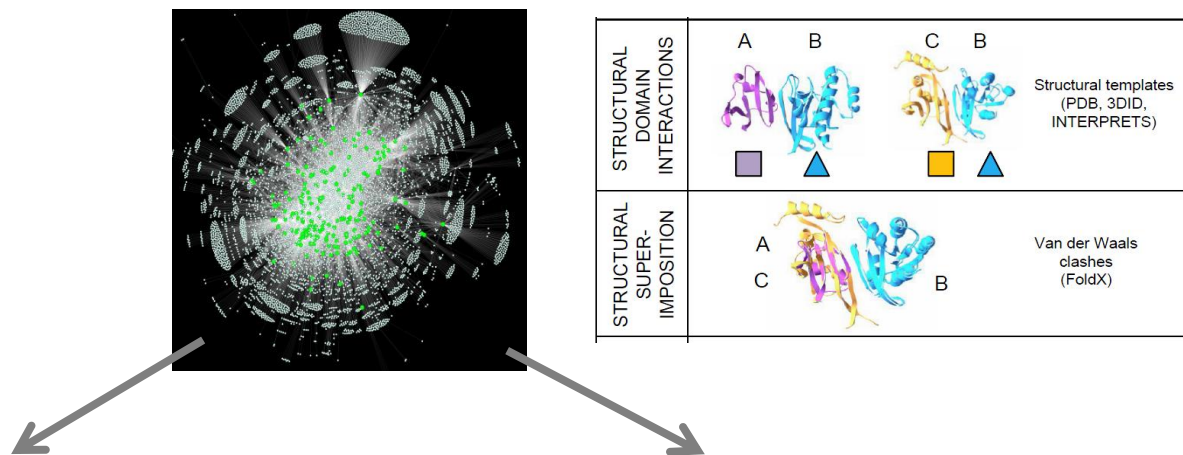 STRUCTURAL
DOMAIN
INTERACTIONS
A
B
C
B
Structural templates
(PDB, 3DID,
INTERPRETS)
STRUCTURAL
SUPER-
IMPOSITION
A
C
B
Van der Waals
clashes
(FoldX)